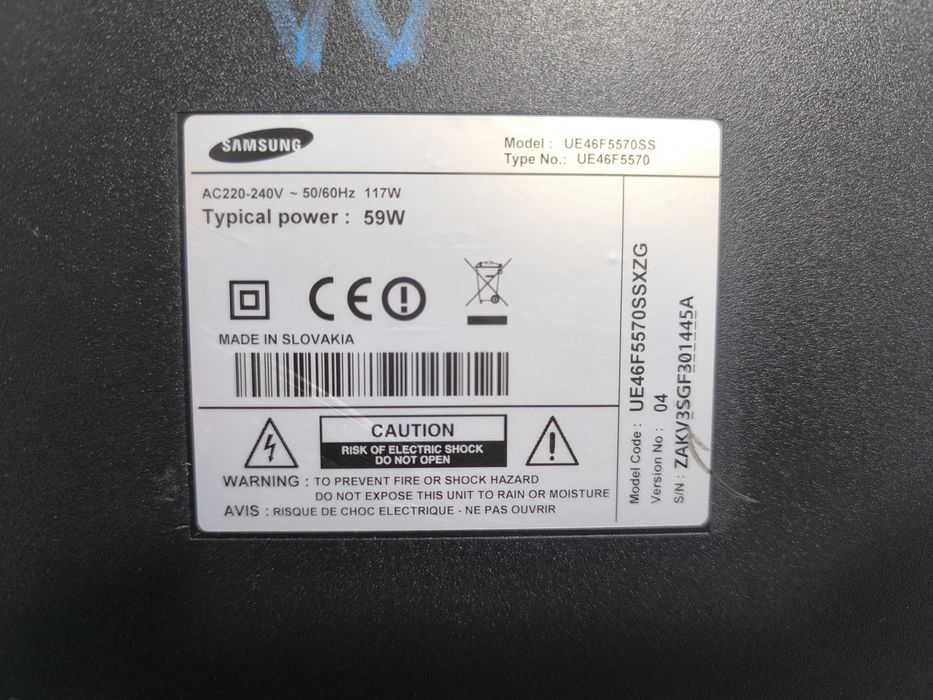 W
SAMSUNG
Model : UE46F5570SS
Type No.: UE46F5570
AC220-240V ~ 50/60Hz 117W
Typical power : 59W
CE
MADE IN SLOVAKIA
CAUTION
RISK OF ELECTRIC SHOCK
DO NOT OPEN
WARNING : TO PREVENT FIRE OR SHOCK HAZARD
DO NOT EXPOSE THIS UNIT TO RAIN OR MOISTURE
AVIS : RISQUE DE CHOC ELECTRIQUE - NE PAS OUVRIR
Model Code : UE46F5570SSXZG
Version No : 04
S/N : ZAKV3SGF301445A